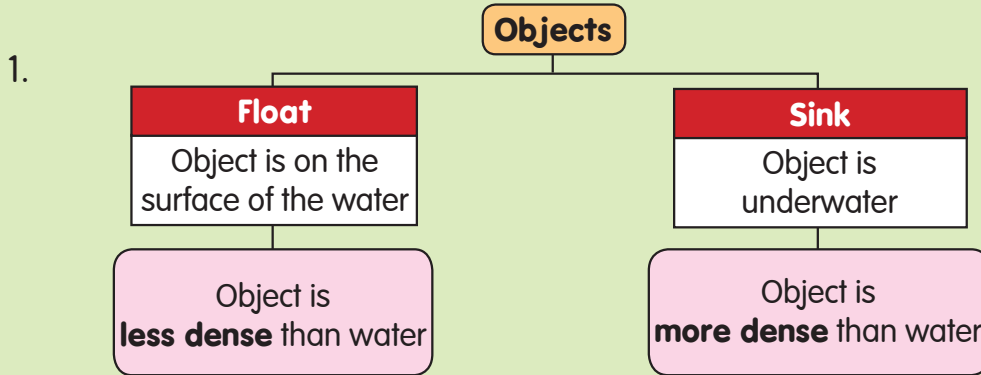 Objects
1.
Float
Object is on the
surface of the water
Object is
less dense than water
Sink
Object is
underwater
Object is
more dense than water